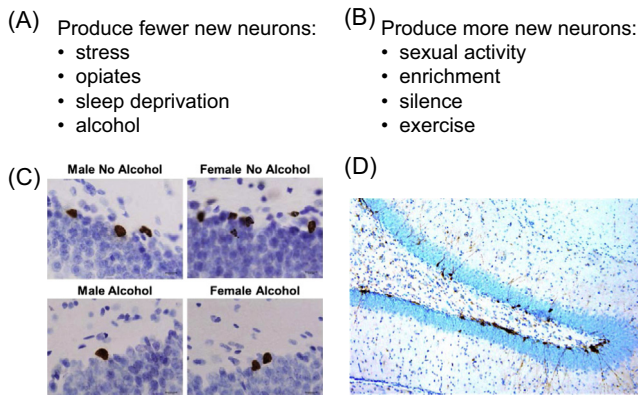 (A)
Produce fewer new neurons:
• stress
• opiates
• sleep deprivation
• alcohol
(B)
Produce more new neurons:
• sexual activity
• enrichment
• silence
• exercise
(C)
Male No Alcohol
Female No Alcohol
Male Alcohol
Female Alcohol
(D)